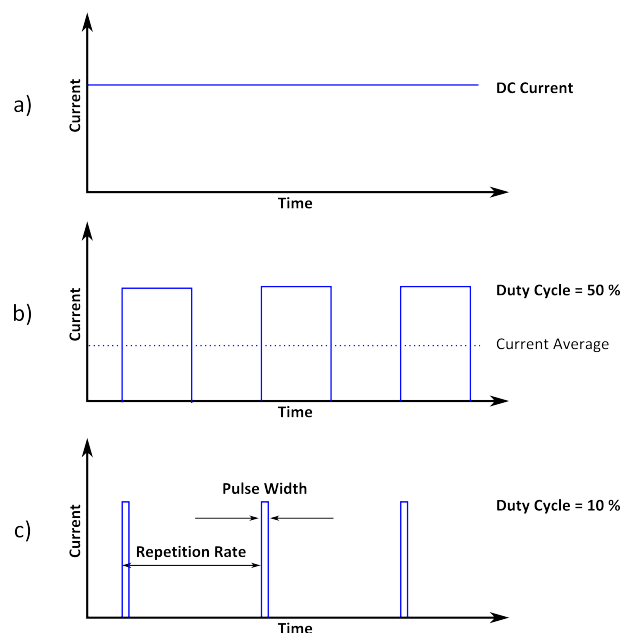 a)
Current
DC Current
Time
b)
Current
Duty Cycle = 50 %
Current Average
Time
c)
Current
Pulse Width
Duty Cycle = 10 %
Repetition Rate
Time